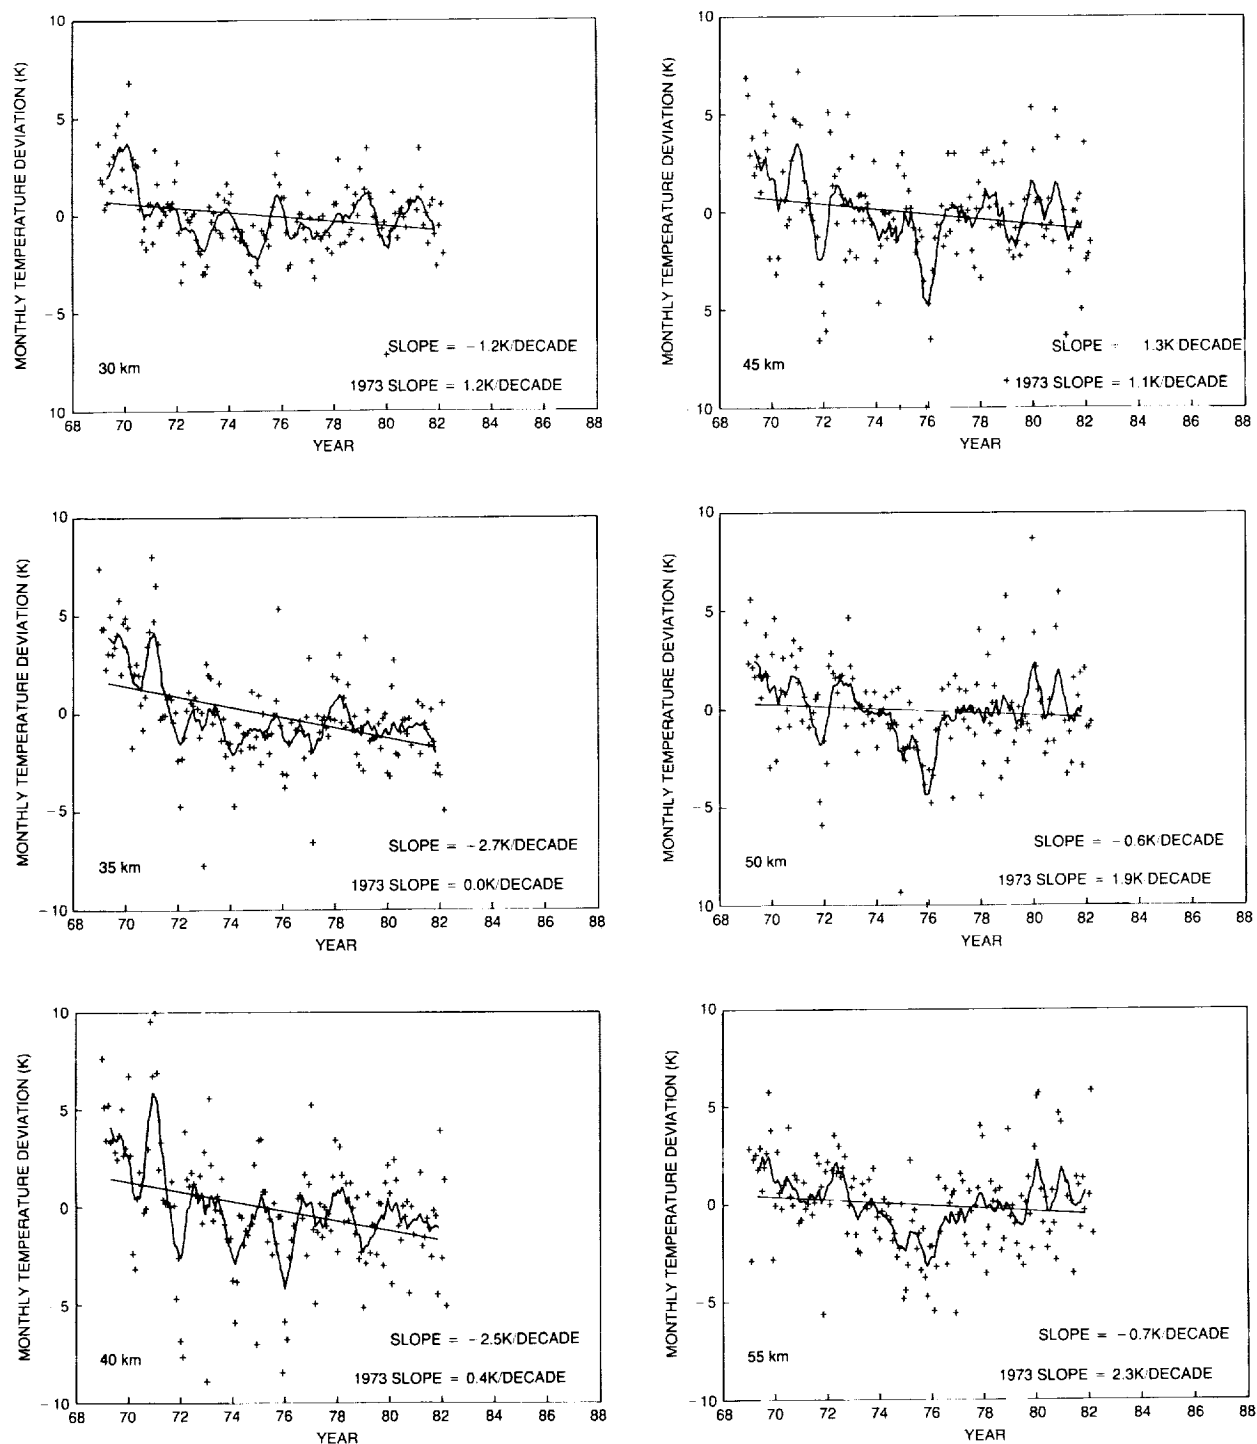 10
5
0
−5
10
MONTHLY TEMPERATURE DEVIATION (K)
SLOPE = −1.2K/DECADE
30 km
1973 SLOPE = 1.2K/DECADE
68 70 72 74 76 78 80 82 84 86 88
YEAR
10
5
0
5
10
MONTHLY TEMPERATURE DEVIATION (K)
SLOPE - 1.3K DECADE
45 km
1973 SLOPE = 1.1K/DECADE
68 70 72 74 76 78 80 82 84 86 88
YEAR
10
5
0
−5
−10
MONTHLY TEMPERATURE DEVIATION (K)
SLOPE = −2.7K/DECADE
35 km
1973 SLOPE = 0.0K/DECADE
68 70 72 74 76 78 80 82 84 86 88
YEAR
10
5
0
−5
10
MONTHLY TEMPERATURE DEVIATION (K)
SLOPE = −0.6K/DECADE
50 km
1973 SLOPE = 1.9K/DECADE
68 70 72 74 76 78 80 82 84 86 88
YEAR
10
5
0
−5
−10
MONTHLY TEMPERATURE DEVIATION (K)
SLOPE = −2.5K/DECADE
40 km
1973 SLOPE = 0.4K/DECADE
68 70 72 74 76 78 80 82 84 86 88
YEAR
10
5
0
−5
−10
MONTHLY TEMPERATURE DEVIATION (K)
SLOPE = −0.7K/DECADE
55 km
1973 SLOPE = 2.3K/DECADE
68 70 72 74 76 78 80 82 84 86 88
YEAR